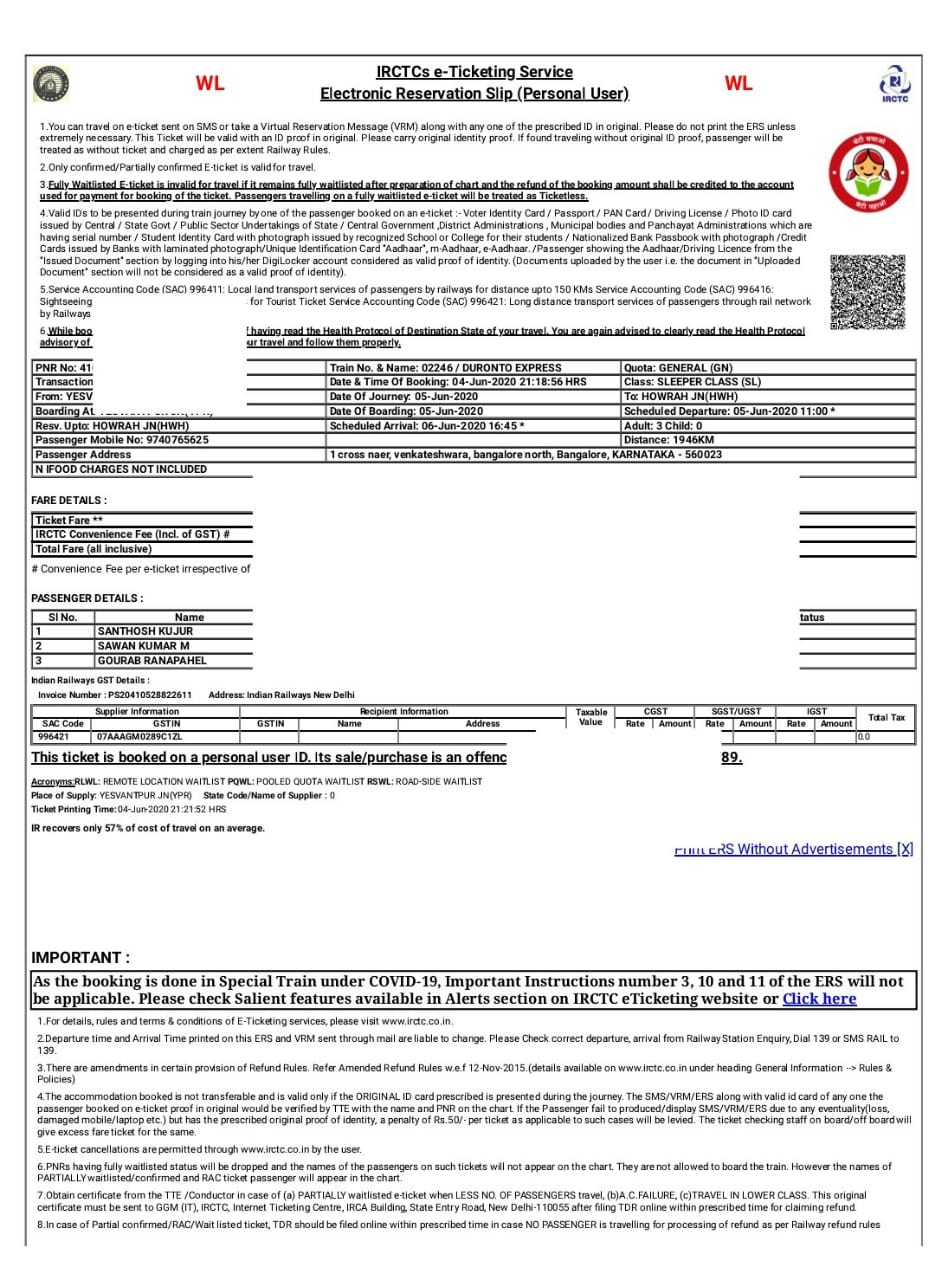 IRCTCs e-Ticketing Service
WL WL
Electronic Reservation Slip (Personal User)
IRCTC
1.You can travel on e-ticket sent on SMS or take a Virtual Reservation Message (VRM) along with any one of the prescribed ID in original. Please do not print the ERS unless
extremely necessary. This Ticket will be valid with an ID proof in original. Please carry original identity proof. If found traveling without original ID proof, passenger will be
treated as without ticket and charged as per extent Railway Rules.
बेटी बचाओ
बेटी पढ़ाओ
2.Only confirmed/Partially confirmed E-ticket is valid for travel.
3.Fully Waitlisted E-ticket is invalid for travel if it remains fully waitlisted after preparation of chart and the refund of the booking amount shall be credited to the account
used for payment for booking of the ticket. Passengers travelling on a fully waitlisted e-ticket will be treated as Ticketless.
4.Valid IDs to be presented during train journey by one of the passenger booked on an e-ticket :- Voter Identity Card / Passport / PAN Card / Driving License / Photo ID card
issued by Central / State Govt / Public Sector Undertakings of State / Central Government ,District Administrations , Municipal bodies and Panchayat Administrations which are
having serial number / Student Identity Card with photograph issued by recognized School or College for their students / Nationalized Bank Passbook with photograph /Credit
Cards issued by Banks with laminated photograph/Unique Identification Card "Aadhaar", m-Aadhaar, e-Aadhaar. /Passenger showing the Aadhaar/Driving Licence from the
"Issued Document" section by logging into his/her DigiLocker account considered as valid proof of identity. (Documents uploaded by the user i.e. the document in "Uploaded
Document" section will not be considered as a valid proof of identity).
5.Service Accounting Code (SAC) 996411: Local land transport services of passengers by railways for distance upto 150 KMs Service Accounting Code (SAC) 996416:
Sightseeing for Tourist Ticket Service Accounting Code (SAC) 996421: Long distance transport services of passengers through rail network
by Railways
6.While boo having read the Health Protocol of Destination State of your travel. You are again advised to clearly read the Health Protocol
advisory of ur travel and follow them properly.
PNR No: 41 Train No. & Name: 02246 / DURONTO EXPRESS Quota: GENERAL (GN)
Transaction Date & Time Of Booking: 04-Jun-2020 21:18:56 HRS Class: SLEEPER CLASS (SL)
From: YESV Date Of Journey: 05-Jun-2020 To: HOWRAH JN(HWH)
Boarding At Date Of Boarding: 05-Jun-2020 Scheduled Departure: 05-Jun-2020 11:00 *
Resv. Upto: HOWRAH JN(HWH) Scheduled Arrival: 06-Jun-2020 16:45 * Adult: 3 Child: 0
Passenger Mobile No: 9740765625 Distance: 1946KM
Passenger Address 1 cross naer, venkateshwara, bangalore north, Bangalore, KARNATAKA - 560023
N IFOOD CHARGES NOT INCLUDED
FARE DETAILS :
Ticket Fare **
IRCTC Convenience Fee (Incl. of GST) #
Total Fare (all inclusive)
# Convenience Fee per e-ticket irrespective of
PASSENGER DETAILS :
Sl No. Name tatus
1 SANTHOSH KUJUR
2 SAWAN KUMAR M
3 GOURAB RANAPAHEL
Indian Railways GST Details :
Invoice Number : PS20410528822611 Address: Indian Railways New Delhi
Supplier Information Recipient Information Taxable Value CGST SGST/UGST IGST Total Tax
SAC Code GSTIN GSTIN Name Address Rate Amount Rate Amount Rate Amount
996421 07AAAGM0289C1ZL 0.0
This ticket is booked on a personal user ID. Its sale/purchase is an offenc 89.
Acronyms:RLWL: REMOTE LOCATION WAITLIST PQWL: POOLED QUOTA WAITLIST RSWL: ROAD-SIDE WAITLIST
Place of Supply: YESVANTPUR JN(YPR) State Code/Name of Supplier : 0
Ticket Printing Time:04-Jun-2020 21:21:52 HRS
IR recovers only 57% of cost of travel on an average.
Print ERS Without Advertisements [X]
IMPORTANT :
As the booking is done in Special Train under COVID-19, Important Instructions number 3, 10 and 11 of the ERS will not
be applicable. Please check Salient features available in Alerts section on IRCTC eTicketing website or Click here
1.For details, rules and terms & conditions of E-Ticketing services, please visit www.irctc.co.in.
2.Departure time and Arrival Time printed on this ERS and VRM sent through mail are liable to change. Please Check correct departure, arrival from Railway Station Enquiry,Dial 139 or SMS RAIL to
139.
3.There are amendments in certain provision of Refund Rules. Refer Amended Refund Rules w.e.f 12-Nov-2015.(details available on www.irctc.co.in under heading General Information --> Rules &
Policies)
4.The accommodation booked is not transferable and is valid only if the ORIGINAL ID card prescribed is presented during the journey. The SMS/VRM/ERS along with valid id card of any one the
passenger booked on e-ticket proof in original would be verified by TTE with the name and PNR on the chart. If the Passenger fail to produced/display SMS/VRM/ERS due to any eventuality(loss,
damaged mobile/laptop etc.) but has the prescribed original proof of identity, a penalty of Rs.50/- per ticket as applicable to such cases will be levied. The ticket checking staff on board/off board will
give excess fare ticket for the same.
5.E-ticket cancellations are permitted through www.irctc.co.in by the user.
6.PNRs having fully waitlisted status will be dropped and the names of the passengers on such tickets will not appear on the chart. They are not allowed to board the train. However the names of
PARTIALLY waitlisted/confirmed and RAC ticket passenger will appear in the chart.
7.Obtain certificate from the TTE /Conductor in case of (a) PARTIALLY waitlisted e-ticket when LESS NO. OF PASSENGERS travel, (b)A.C.FAILURE, (c)TRAVEL IN LOWER CLASS. This original
certificate must be sent to GGM (IT), IRCTC, Internet Ticketing Centre, IRCA Building, State Entry Road, New Delhi-110055 after filing TDR online within prescribed time for claiming refund.
8.In case of Partial confirmed/RAC/Wait listed ticket, TDR should be filed online within prescribed time in case NO PASSENGER is travelling for processing of refund as per Railway refund rules